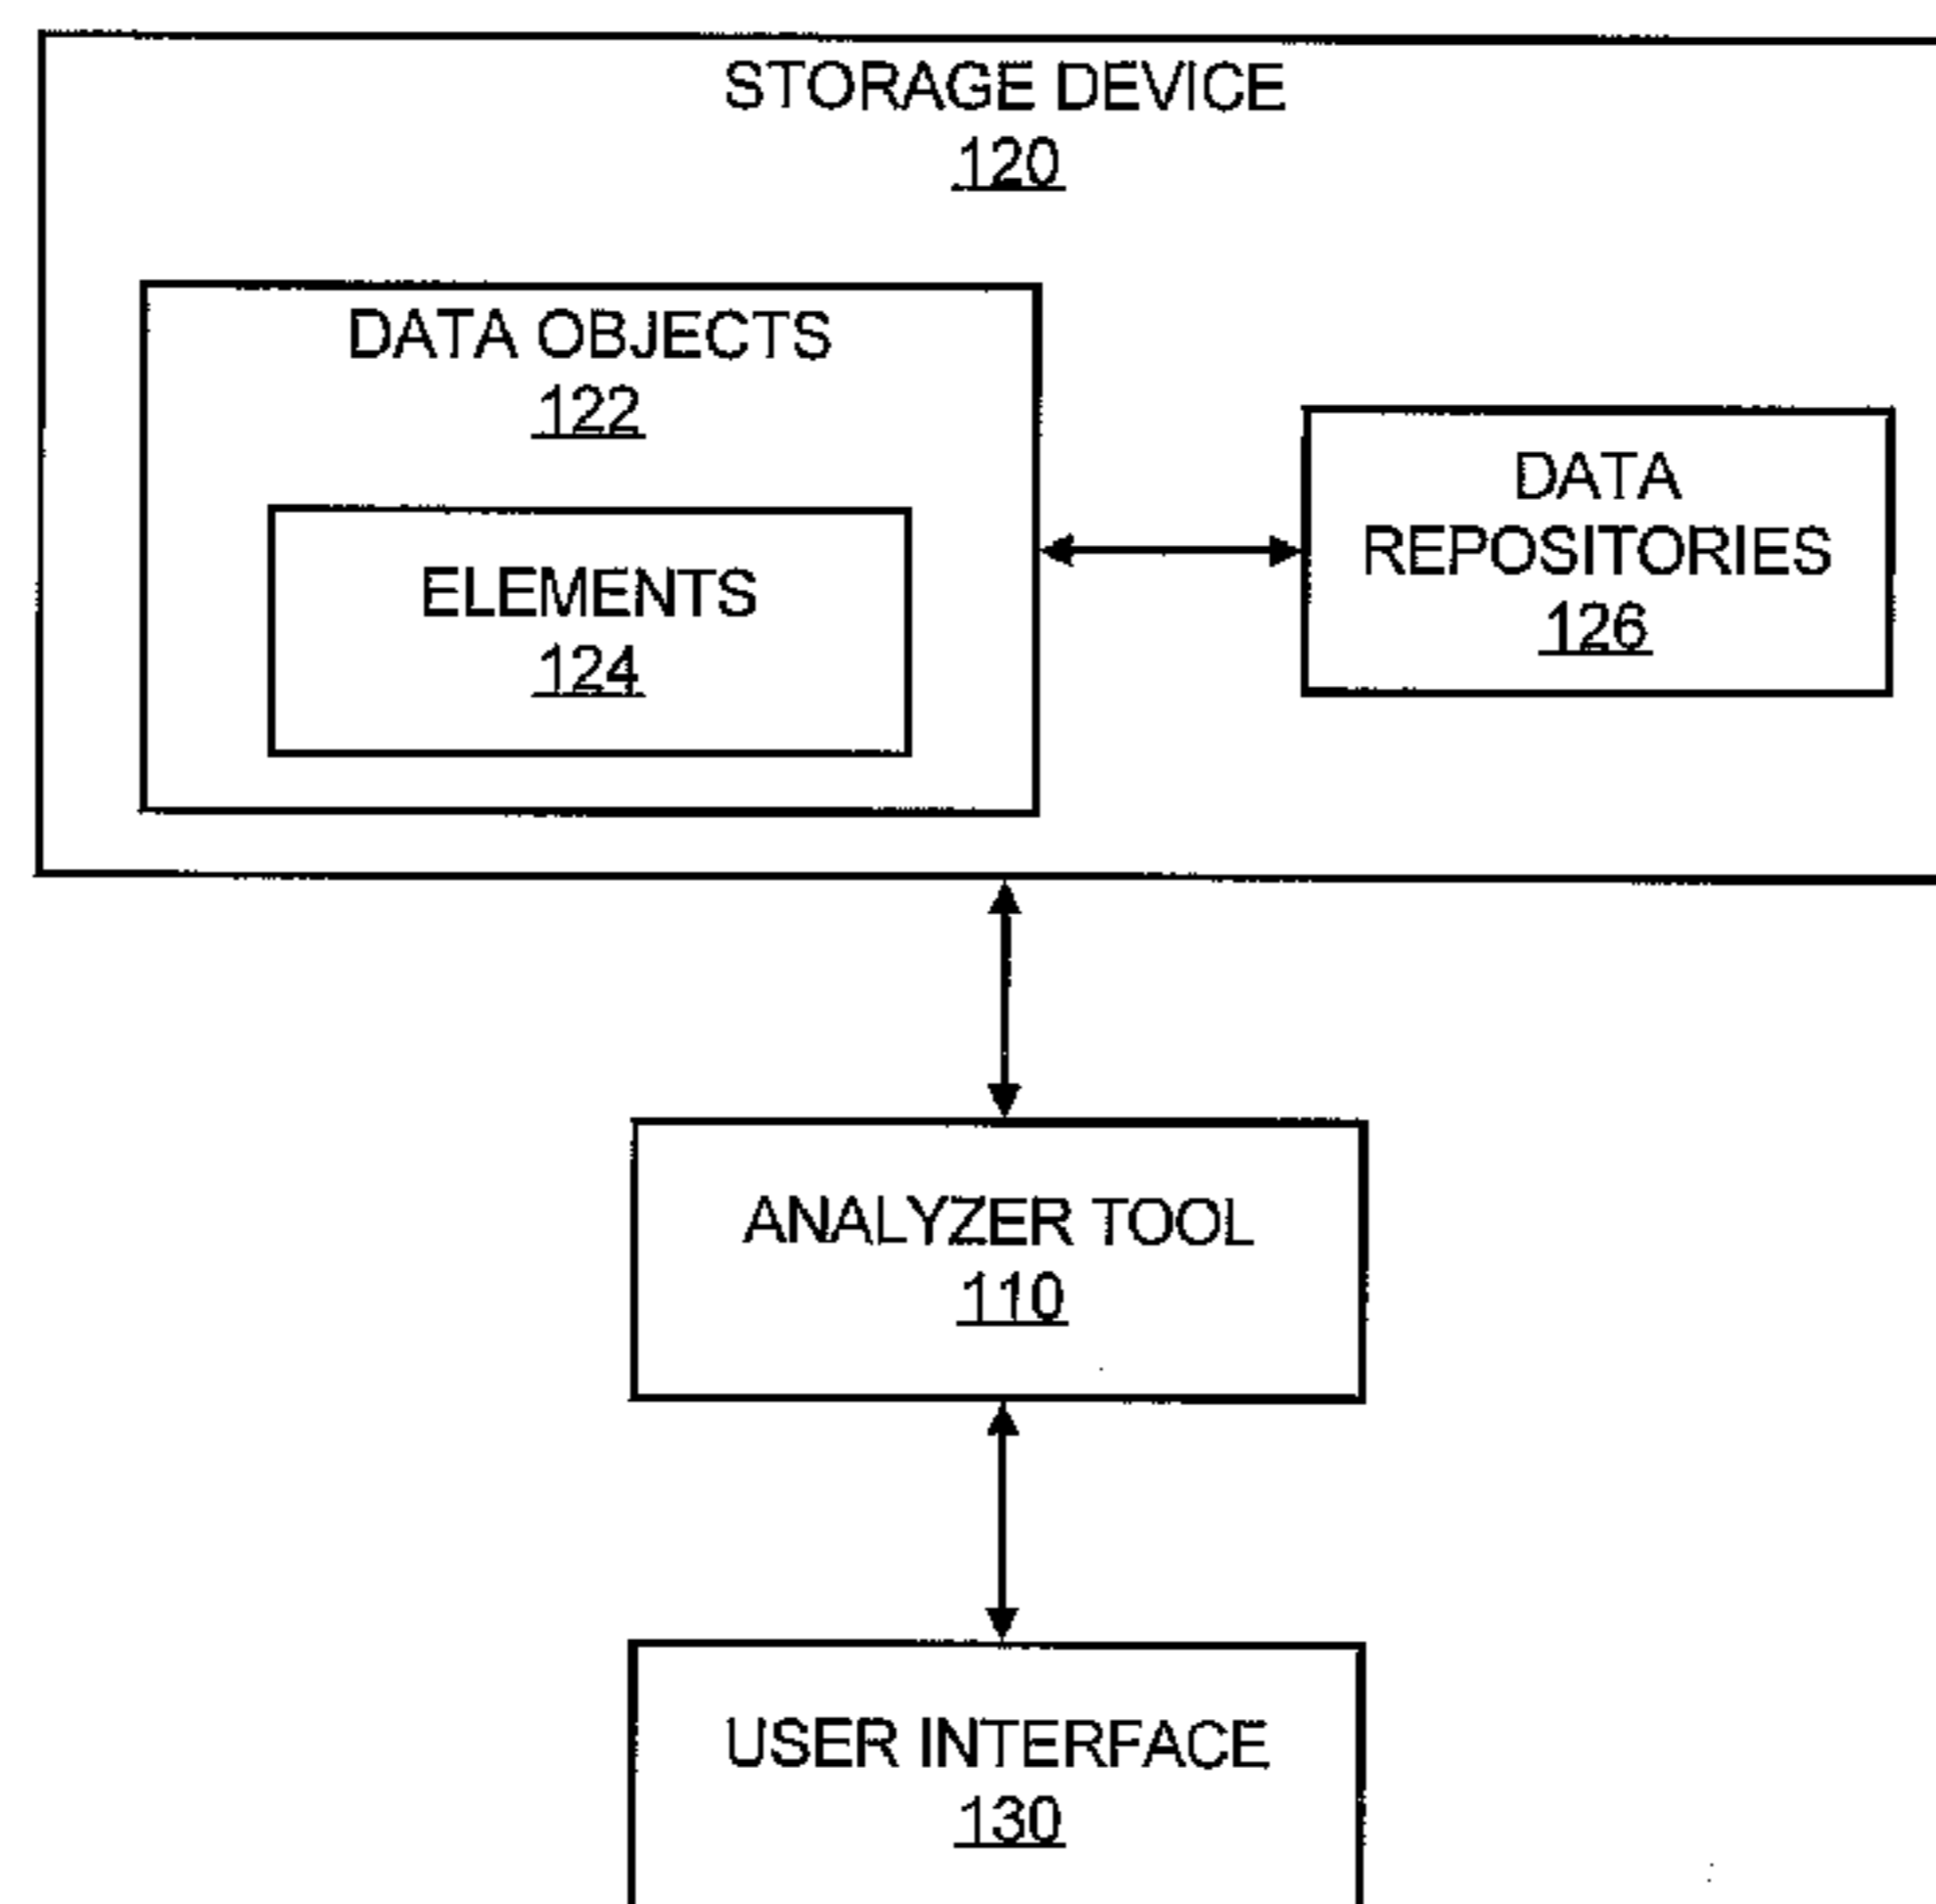 STORAGE DEVICE
120
DATA OBJECTS
122
ELEMENTS
124
DATA
REPOSITORIES
126
ANALYZER TOOL
110
USER INTERFACE
130